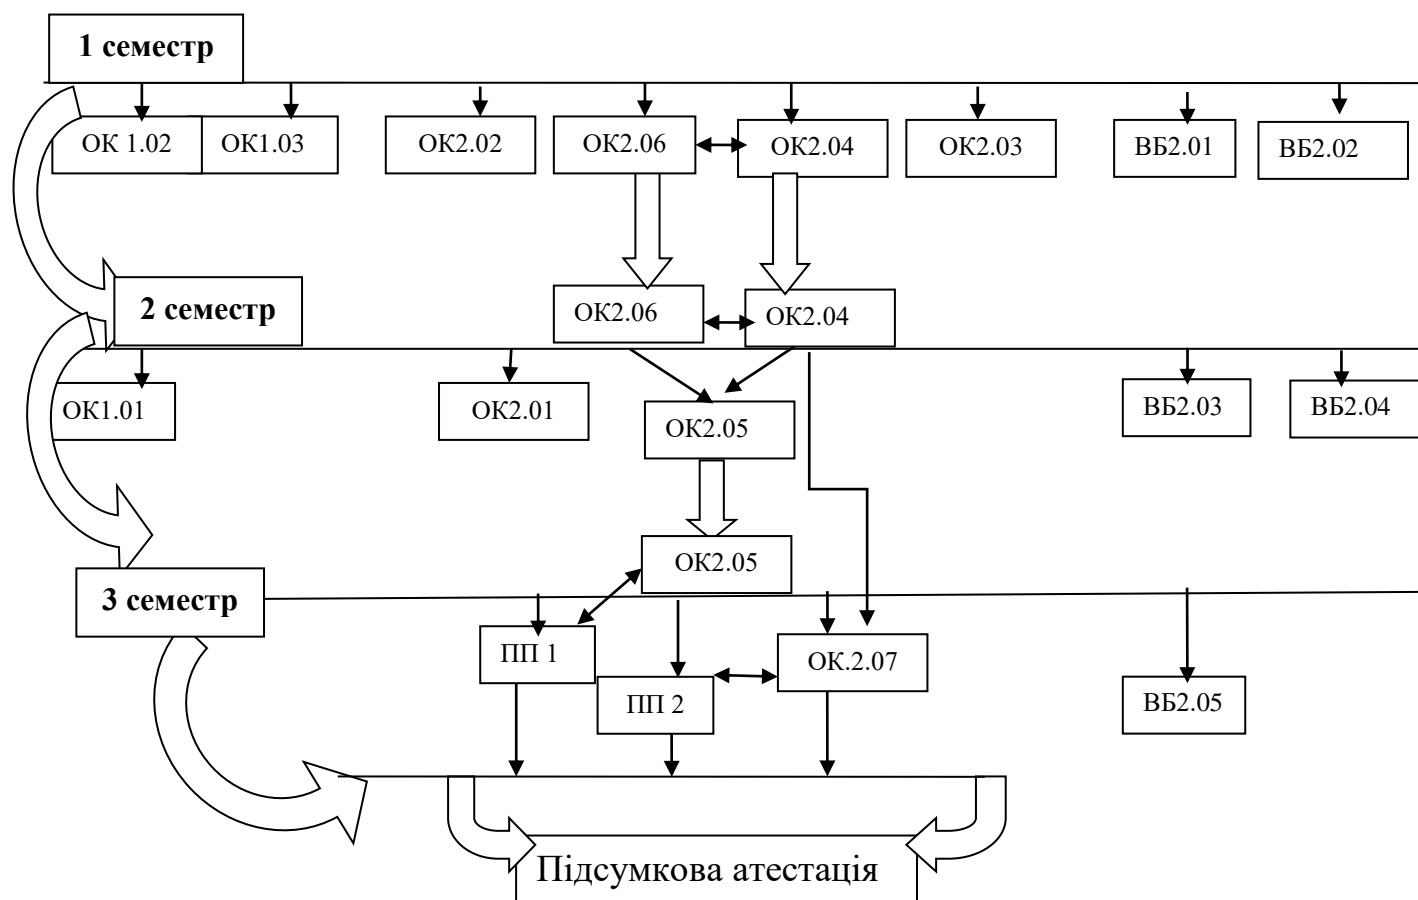 1 семестр
ОК 1.02
ОК1.03
ОК2.02
ОК2.06
ОК2.04
ОК2.03
ВБ2.01
ВБ2.02
2 семестр
ОК2.06
ОК2.04
ОК1.01
ОК2.01
ОК2.05
ВБ2.03
ВБ2.04
ОК2.05
3 семестр
ПП 1
ПП 2
ОК.2.07
ВБ2.05
Підсумкова атестація